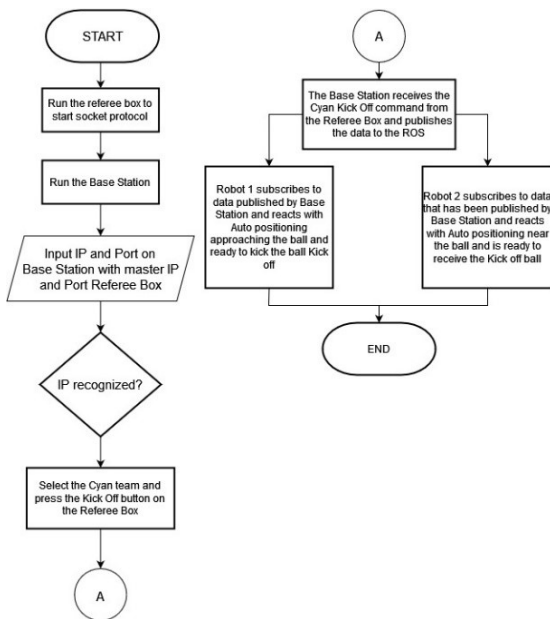 START
Run the referee box to
start socket protocol
Run the Base Station
Input IP and Port on
Base Station with master IP
and Port Referee Box
IP recognized?
Select the Cyan team and
press the Kick Off button on
the Referee Box
A
A
The Base Station receives the
Cyan Kick Off command from
the Referee Box and publishes
the data to the ROS
Robot 1 subscribes to
data published by Base
Station and reacts with
Auto positioning
approaching the ball and
ready to kick the ball Kick
off
Robot 2 subscribes to data
that has been published by
Base Station and reacts
with Auto positioning near
the ball and is ready to
receive the Kick off ball
END